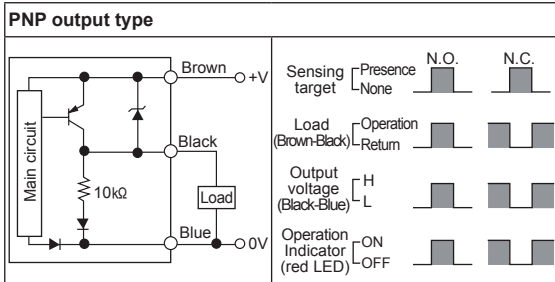 PNP output type
Main circuit
Brown
+V
Black
10kΩ
Load
Blue
0V
N.O.
N.C.
Sensing
target
Presence
None
Load
(Brown-Black)
Operation
Return
Output
voltage
(Black-Blue)
H
L
Operation
Indicator
(red LED)
ON
OFF